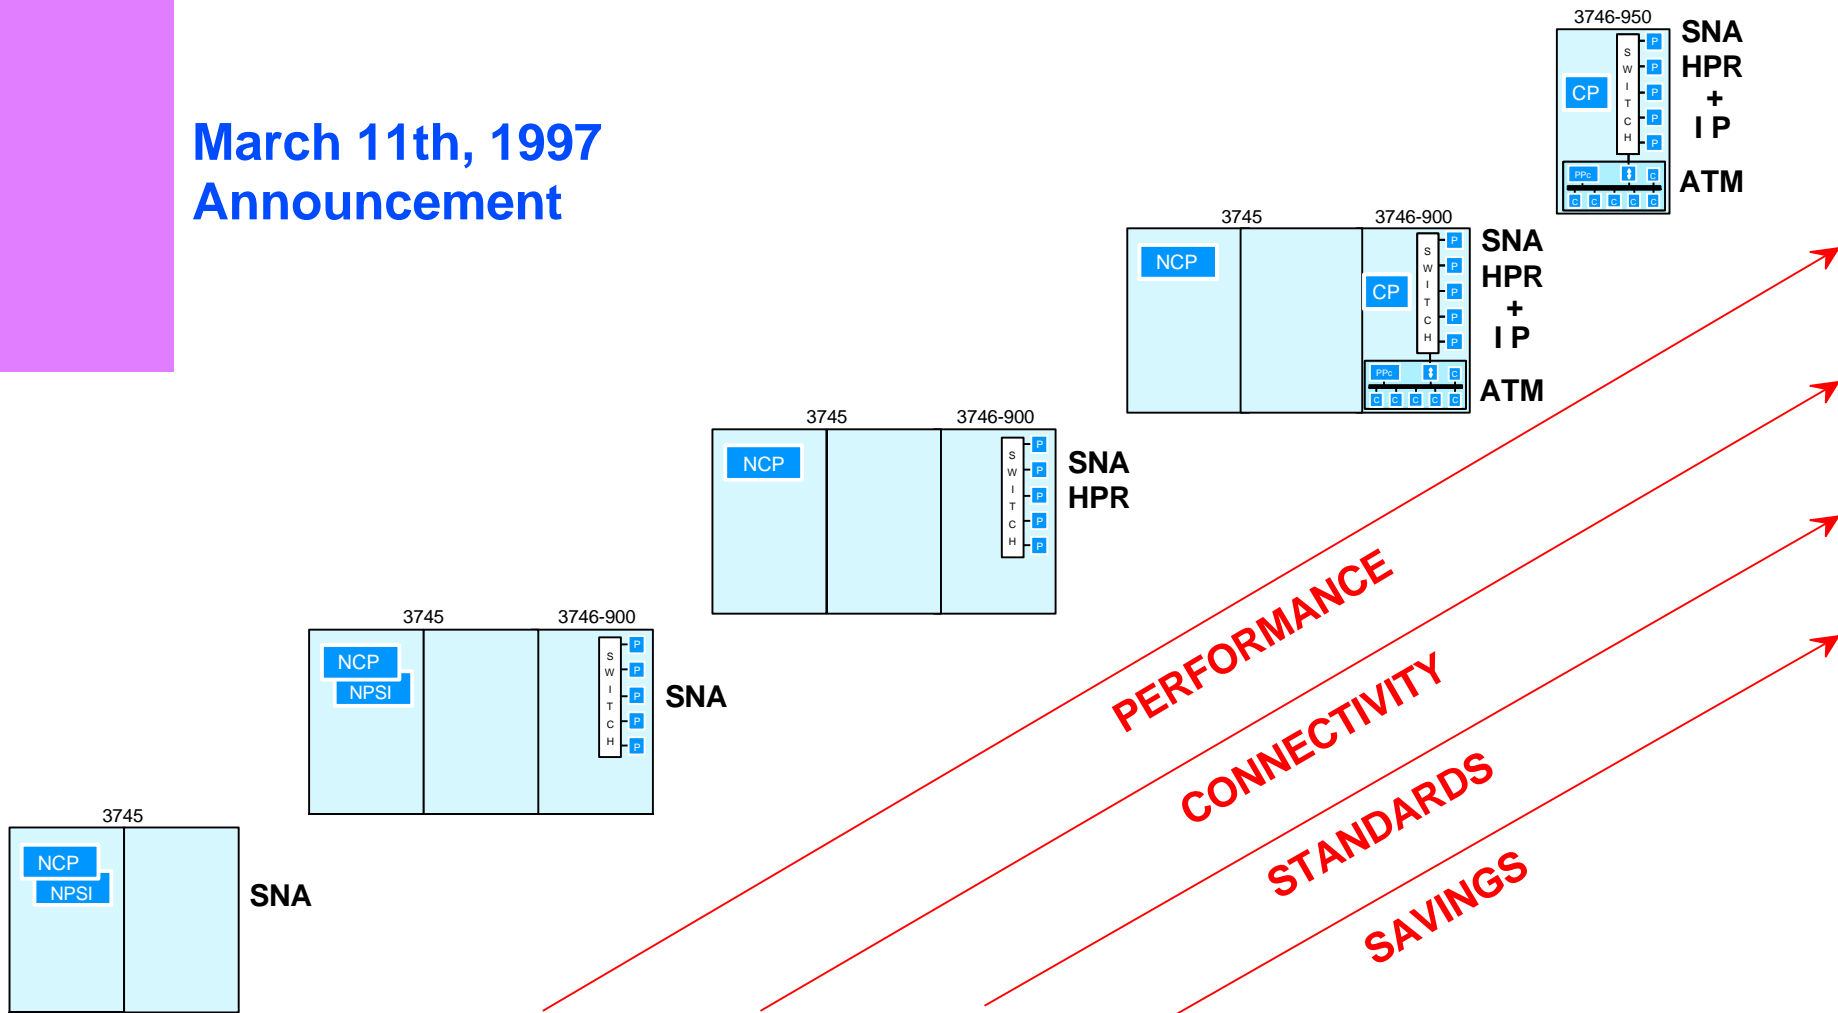 March 11th, 1997
Announcement
3746-950
CP
S
W
I
T
C
H
P
P
P
P
P
SNA
HPR
+
I P
PPc
C
C C C C C
ATM
3745
3746-900
NCP
CP
S
W
I
T
C
H
P
P
P
P
P
SNA
HPR
+
I P
PPc
C
C C C C C
ATM
3745
3746-900
NCP
S
W
I
T
C
H
P
P
P
P
P
SNA
HPR
3745
3746-900
NCP
NPSI
S
W
I
T
C
H
P
P
P
P
P
SNA
3745
NCP
NPSI
SNA
PERFORMANCE
CONNECTIVITY
STANDARDS
SAVINGS